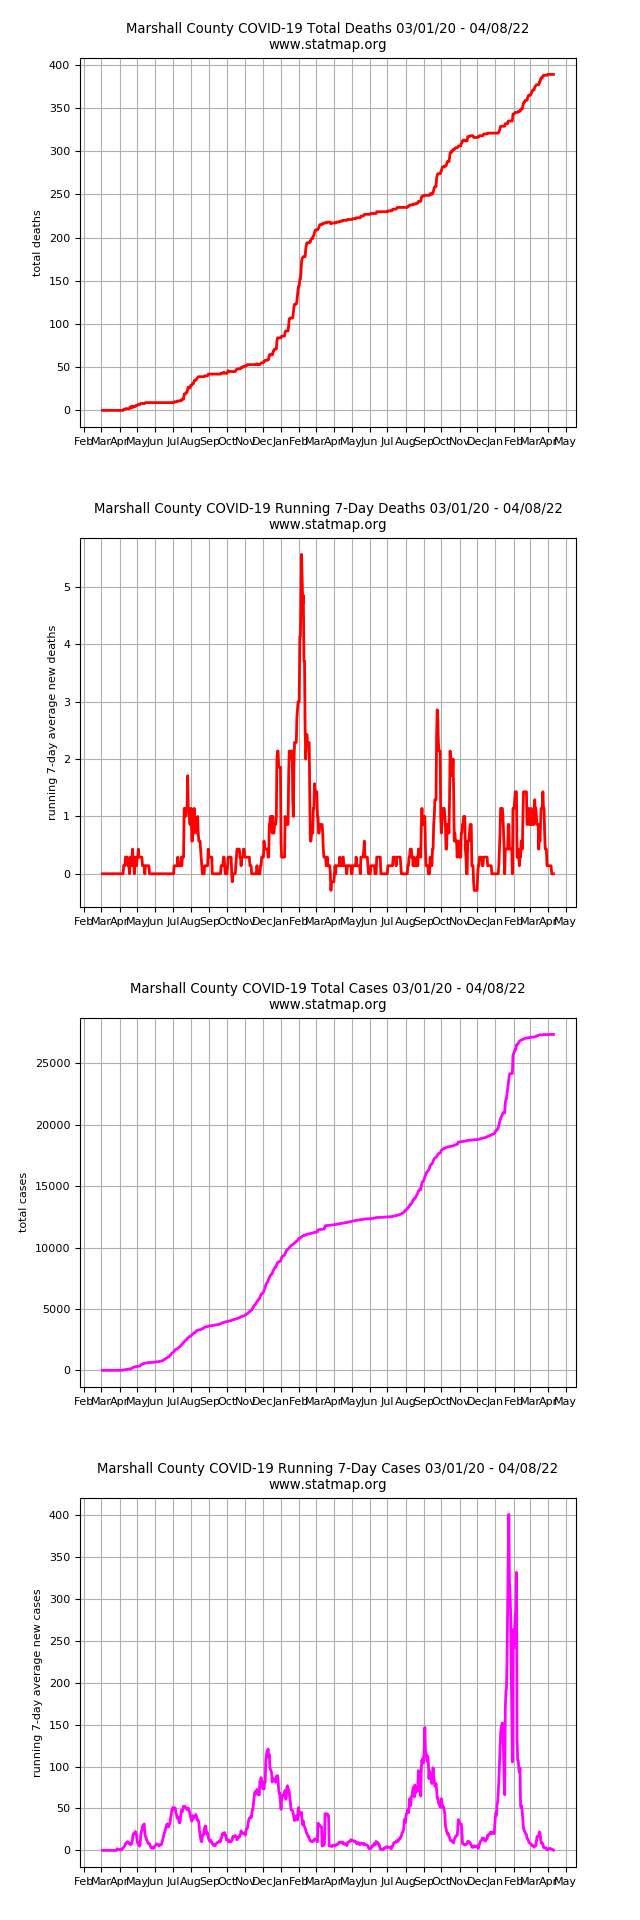 Marshall County COVID-19 Total Deaths 03/01/20 - 04/08/22
www.statmap.org
400
350
300
250
200
150
100
50
0
total deaths
Feb Mar Apr May Jun Jul Aug Sep Oct Nov Dec Jan Feb Mar Apr May Jun Jul Aug Sep Oct Nov Dec Jan Feb Mar Apr May
Marshall County COVID-19 Running 7-Day Deaths 03/01/20 - 04/08/22
www.statmap.org
5
4
3
2
1
0
running 7-day average new deaths
Feb Mar Apr May Jun Jul Aug Sep Oct Nov Dec Jan Feb Mar Apr May Jun Jul Aug Sep Oct Nov Dec Jan Feb Mar Apr May
Marshall County COVID-19 Total Cases 03/01/20 - 04/08/22
www.statmap.org
25000
20000
15000
10000
5000
0
total cases
Feb Mar Apr May Jun Jul Aug Sep Oct Nov Dec Jan Feb Mar Apr May Jun Jul Aug Sep Oct Nov Dec Jan Feb Mar Apr May
Marshall County COVID-19 Running 7-Day Cases 03/01/20 - 04/08/22
www.statmap.org
400
350
300
250
200
150
100
50
0
running 7-day average new cases
Feb Mar Apr May Jun Jul Aug Sep Oct Nov Dec Jan Feb Mar Apr May Jun Jul Aug Sep Oct Nov Dec Jan Feb Mar Apr May